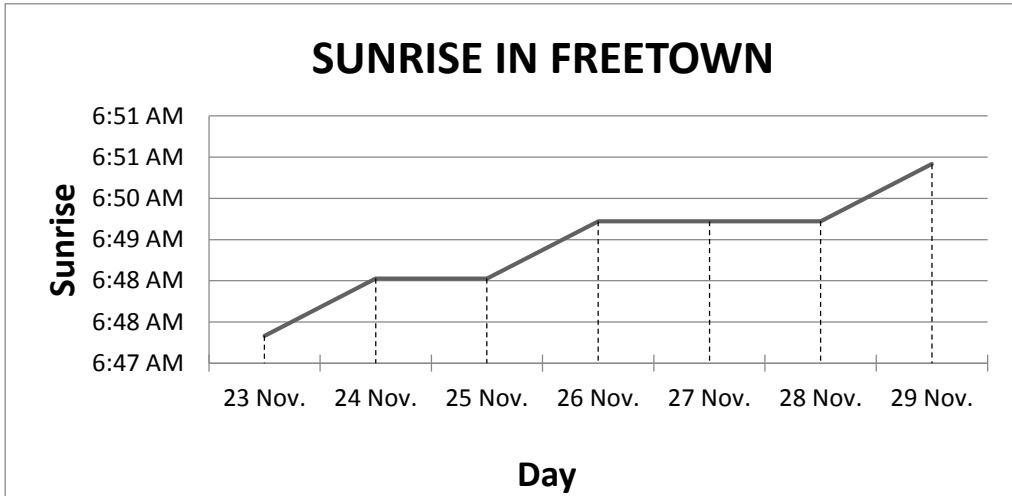 SUNRISE IN FREETOWN
6:51 AM
6:51 AM
6:50 AM
6:49 AM
6:48 AM
6:48 AM
6:47 AM
Sunrise
23 Nov. 24 Nov. 25 Nov. 26 Nov. 27 Nov. 28 Nov. 29 Nov.
Day